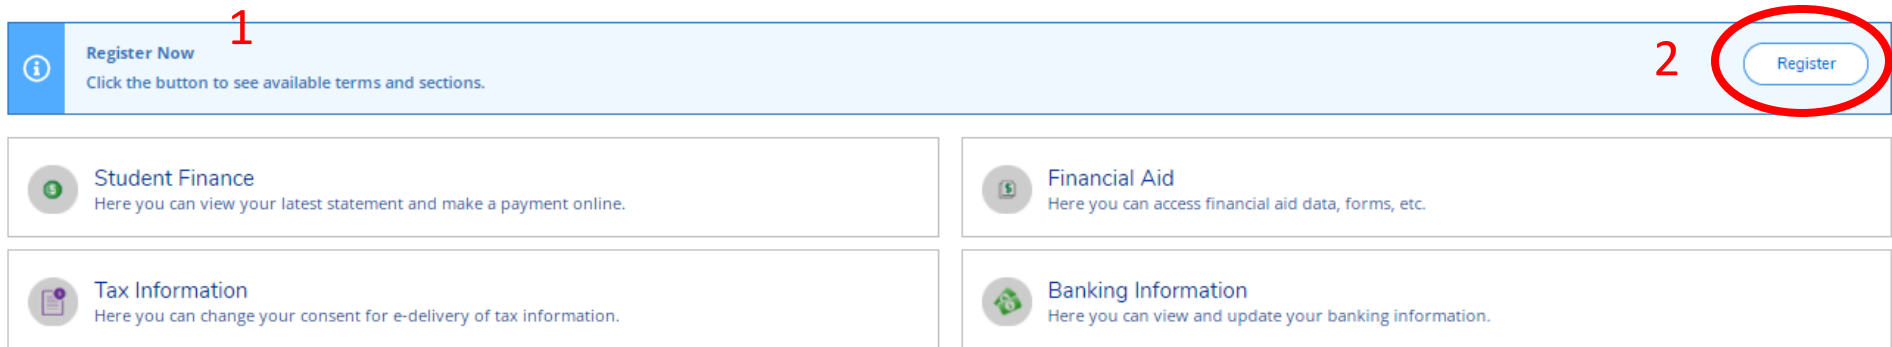 1
Register Now
Click the button to see available terms and sections.
2
Register
Student Finance
Here you can view your latest statement and make a payment online.
Financial Aid
Here you can access financial aid data, forms, etc.
Tax Information
Here you can change your consent for e-delivery of tax information.
Banking Information
Here you can view and update your banking information.